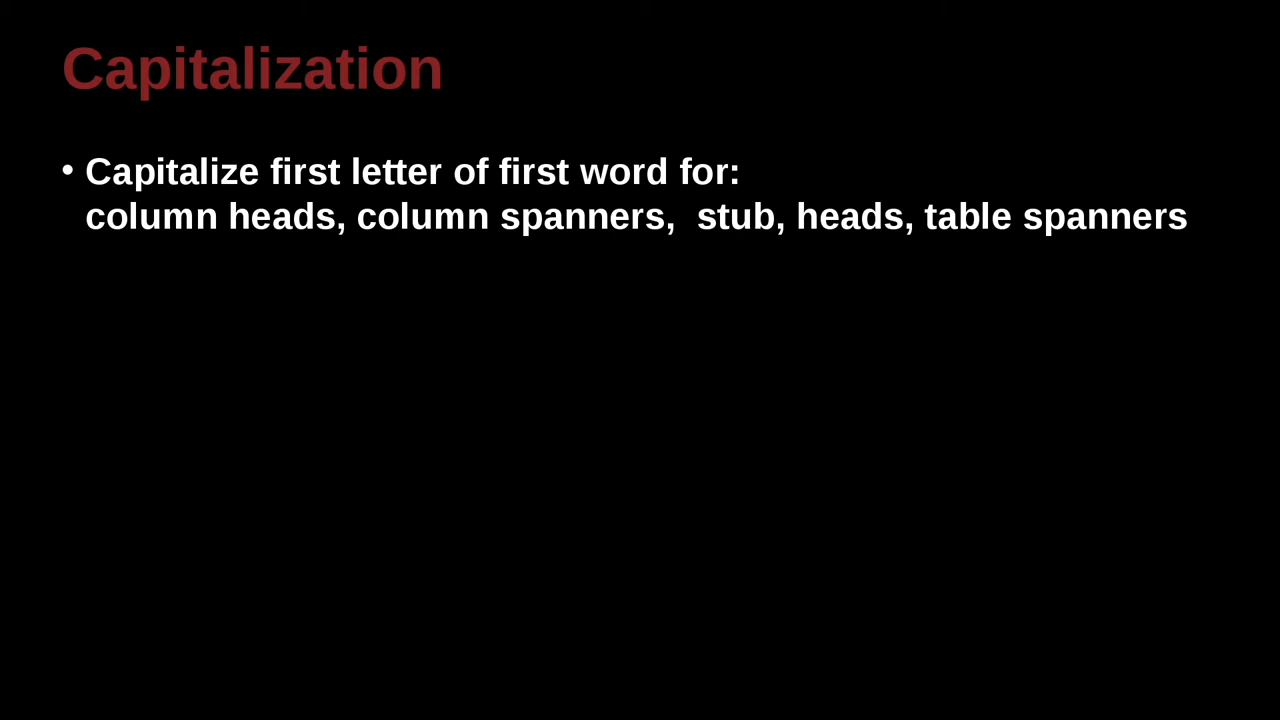 Capitalization
• Capitalize first letter of first word for:
column heads, column spanners,  stub, heads, table spanners